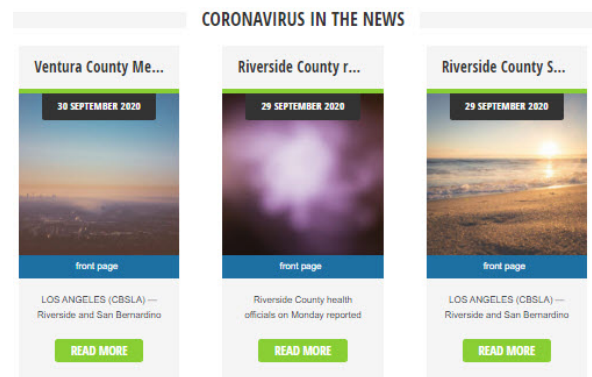 CORONAVIRUS IN THE NEWS
Ventura County Me...
30 SEPTEMBER 2020
front page
LOS ANGELES (CBSLA) —
Riverside and San Bernardino
READ MORE
Riverside County r...
29 SEPTEMBER 2020
front page
Riverside County health
officials on Monday reported
READ MORE
Riverside County S...
29 SEPTEMBER 2020
front page
LOS ANGELES (CBSLA) —
Riverside and San Bernardino
READ MORE